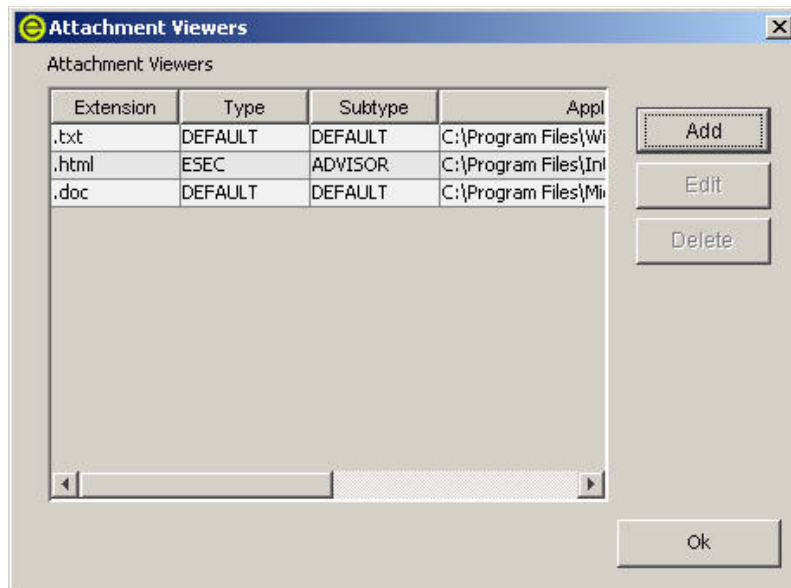 Attachment Viewers
Attachment Viewers
Extension Type Subtype Appl
.txt DEFAULT DEFAULT C:\Program Files\Wi
.html ESEC ADVISOR C:\Program Files\Int
.doc DEFAULT DEFAULT C:\Program Files\Mi
Add
Edit
Delete
Ok